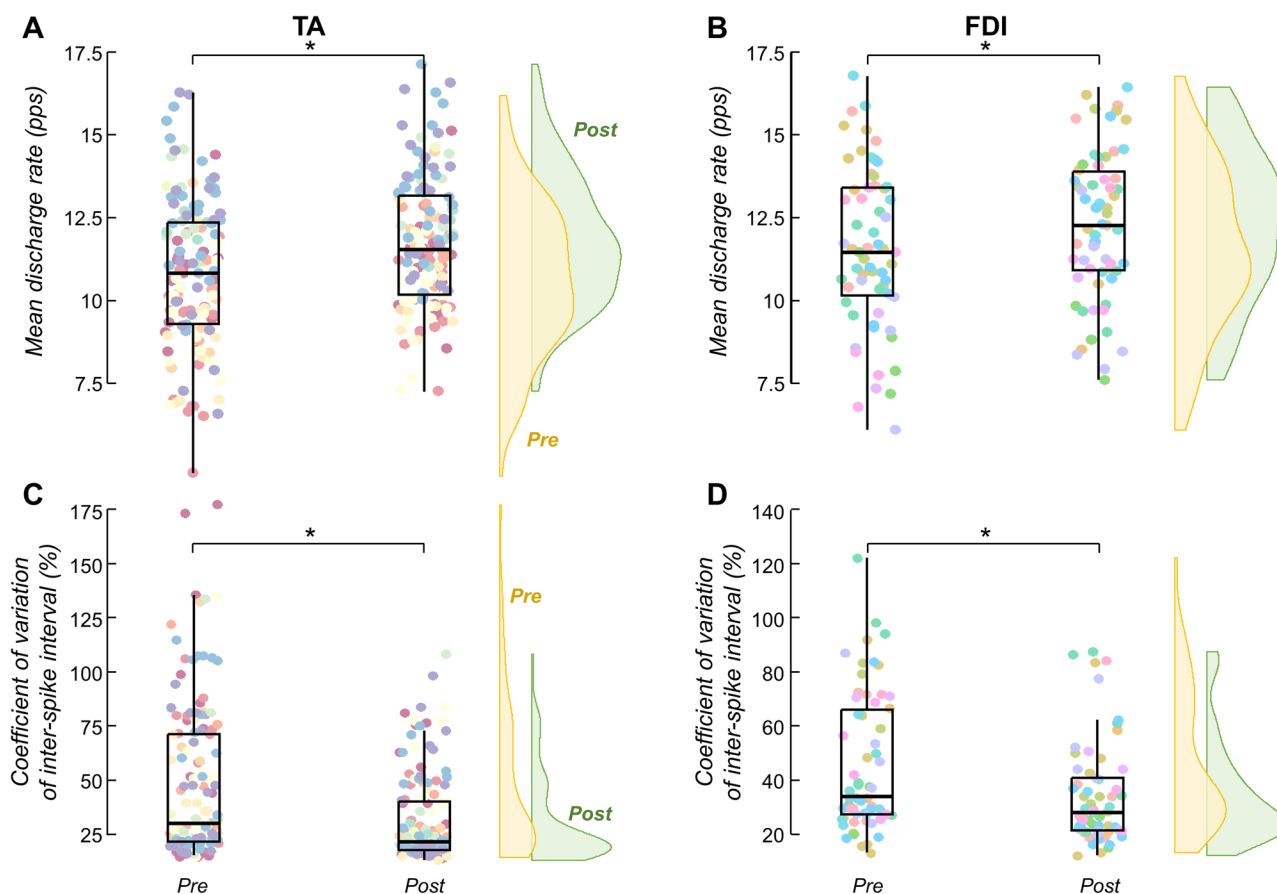 A
TA
*
Mean discharge rate (pps)
17.5
15
12.5
10
7.5
Post
Pre
B
FDI
*
Mean discharge rate (pps)
17.5
15
12.5
10
7.5
C
*
Coefficient of variation
of inter-spike interval (%)
175
150
125
100
75
50
25
Pre
Post
Pre
Post
D
*
Coefficient of variation
of inter-spike interval (%)
140
120
100
80
60
40
20
Pre
Post